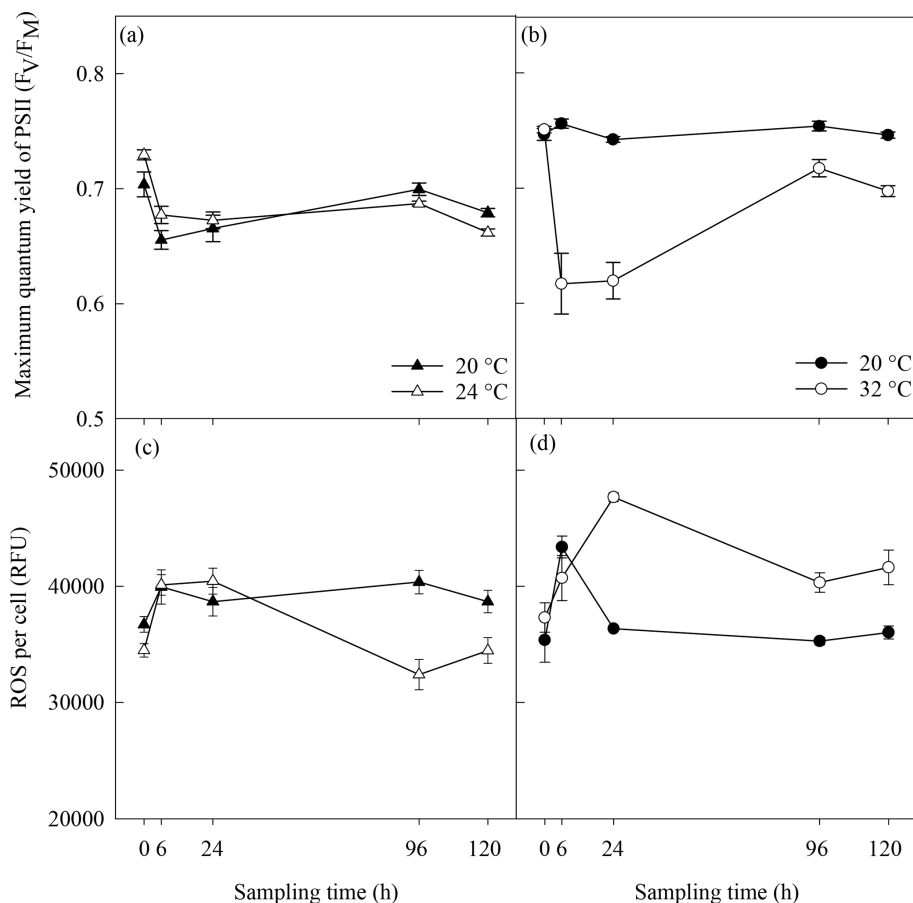 Maximum quantum yield of PSII (FV/FM)
(a)
0.8
0.7
0.6
0.5
20 °C
24 °C
(b)
20 °C
32 °C
ROS per cell (RFU)
(c)
50000
40000
30000
20000
0 6 24 96 120
Sampling time (h)
(d)
0 6 24 96 120
Sampling time (h)